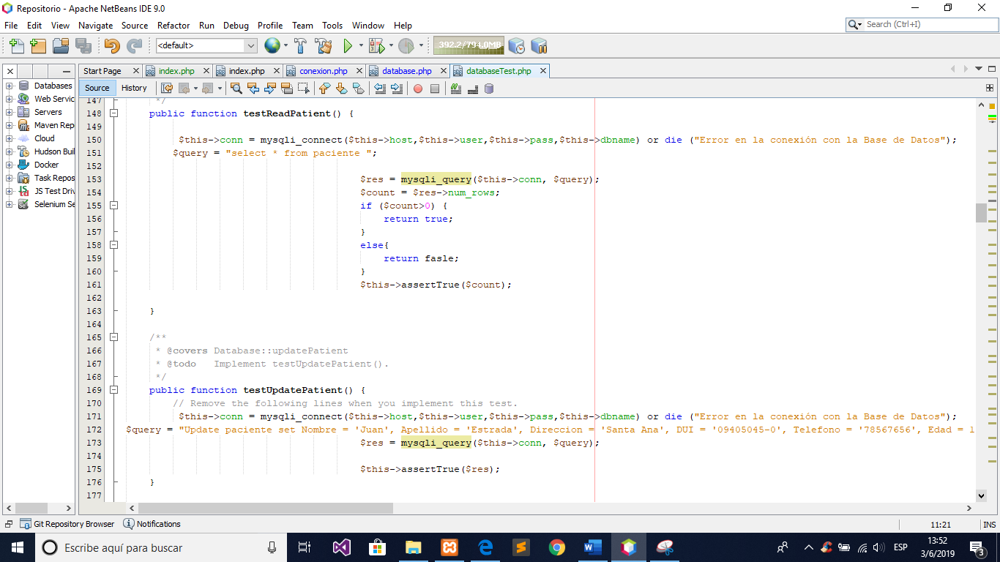 Repositorio - Apache NetBeans IDE 9.0
File Edit View Navigate Source Refactor Run Debug Profile Team Tools Window Help
Search (Ctrl+I)
<default>
392.2/794.0MB
Start Page index.php index.php conexion.php database.php databaseTest.php
Source History
Databases
Web Servic
Servers
Maven Rep
Cloud
Hudson Buil
Docker
Task Repos
JS Test Driv
Selenium Se
147 */
148 public function testReadPatient() {
149
150 $this->conn = mysqli_connect($this->host,$this->user,$this->pass,$this->dbname) or die ("Error en la conexión con la Base de Datos");
151 $query = "select * from paciente ";
152
153 $res = mysqli_query($this->conn, $query);
154 $count = $res->num_rows;
155 if ($count>0) {
156 return true;
157 }
158 else{
159 return fasle;
160 }
161 $this->assertTrue($count);
162
163 }
164
165 /**
166 * @covers Database::updatePatient
167 * @todo Implement testUpdatePatient().
168 */
169 public function testUpdatePatient() {
170 // Remove the following lines when you implement this test.
171 $this->conn = mysqli_connect($this->host,$this->user,$this->pass,$this->dbname) or die ("Error en la conexión con la Base de Datos");
172 $query = "Update paciente set Nombre = 'Juan', Apellido = 'Estrada', Direccion = 'Santa Ana', DUI = '09405045-0', Telefono = '78567656', Edad = 1
173 $res = mysqli_query($this->conn, $query);
174
175 $this->assertTrue($res);
176 }
177
Git Repository Browser Notifications
11:21 INS
Escribe aquí para buscar
ESP
13:52
3/6/2019
3